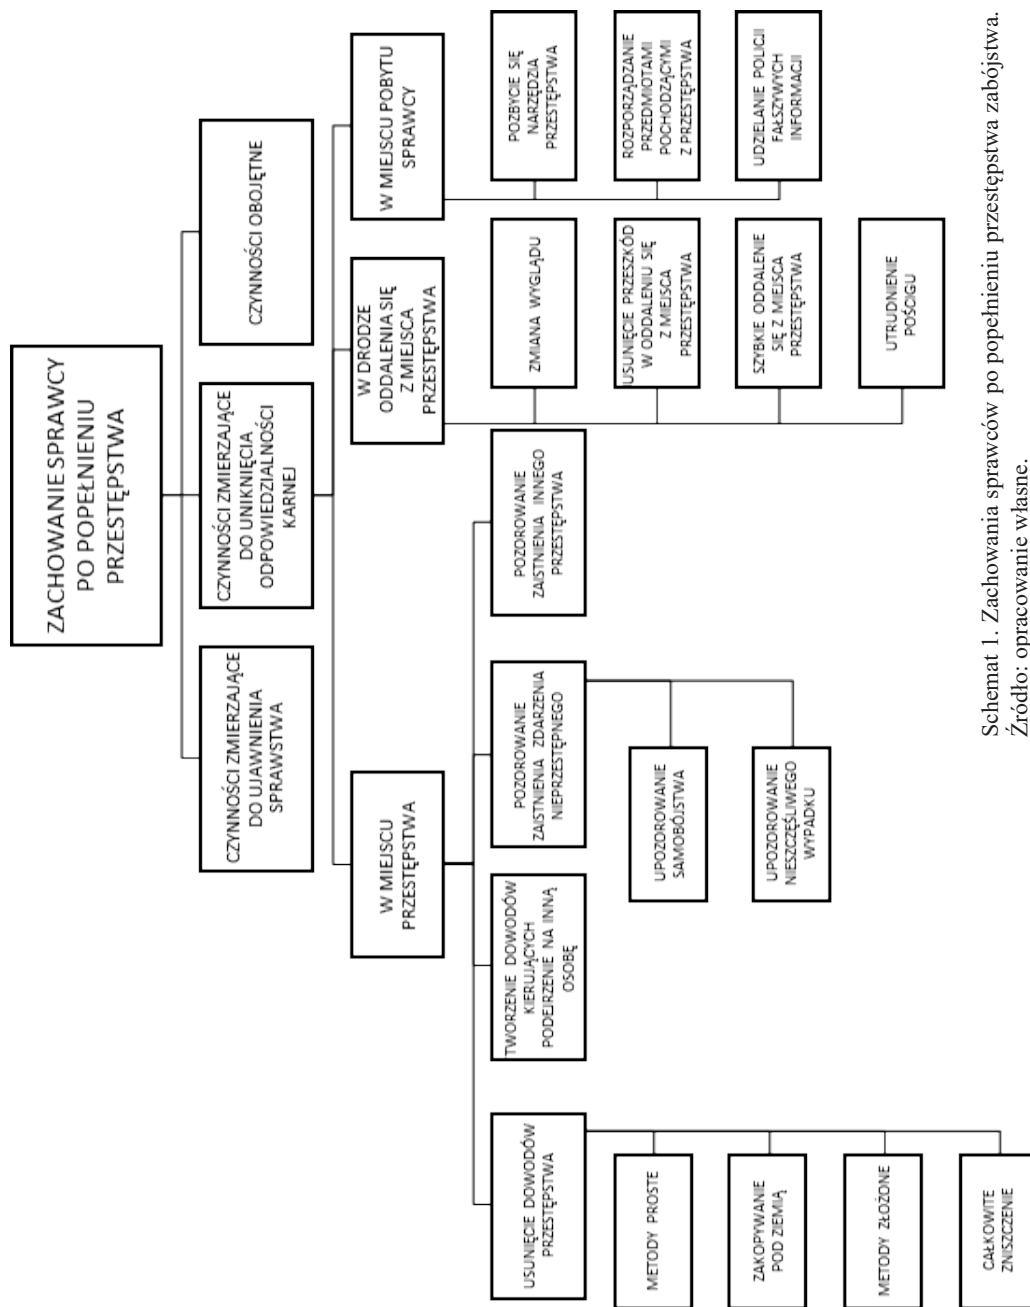 ZACHOWANIE SPRAWCY
PO POPEŁNIENIU
PRZESTĘPSTWA
CZYNNOŚCI ZMIERZAJĄCE
DO UJAWNIENIA
SPRAWSTWA
CZYNNOŚCI ZMIERZAJĄCE
DO UNIKNIĘCIA
ODPOWIEDZIALNOŚCI
KARNEJ
CZYNNOŚCI OBOJĘTNE
W MIEJSCU
PRZESTĘPSTWA
W DRODZE
ODDALENIA SIĘ
Z MIEJSCA
PRZESTĘPSTWA
W MIEJSCU POBYTU
SPRAWCY
USUNIĘCIE DOWODÓW
PRZESTĘPSTWA
TWORZENIE DOWODÓW
KIERUJĄCYCH
PODEJRZENIE NA INNĄ
OSOBĘ
POZOROWANIE
ZAISTNIENIA ZDARZENIA
NIEPRZESTĘPNEGO
POZOROWANIE
ZAISTNIENIA INNEGO
PRZESTĘPSTWA
ZMIANA WYGLĄDU
POZBYCIE SIĘ
NARZĘDZIA
PRZESTĘPSTWA
METODY PROSTE
UPOZOROWANIE
SAMOBÓJSTWA
USUNIĘCIE PRZESZKÓD
W ODDALENIU SIĘ
Z MIEJSCA
PRZESTĘPSTWA
ROZPORZĄDZANIE
PRZEDMIOTAMI
POCHODZĄCYMI
Z PRZESTĘPSTWA
ZAKOPYWANIE
POD ZIEMIĄ
UPOZOROWANIE
NIESZCZĘŚLIWEGO
WYPADKU
SZYBKIE ODDALENIE
SIĘ Z MIEJSCA
PRZESTĘPSTWA
UDZIELANIE POLICJI
FAŁSZYWYCH
INFORMACJI
METODY ZŁOŻONE
UTRUDNIENIE
POŚCIGU
CAŁKOWITE
ZNISZCZENIE
Schemat 1. Zachowania sprawców po popełnieniu przestępstwa zabójstwa.
Źródło: opracowanie własne.